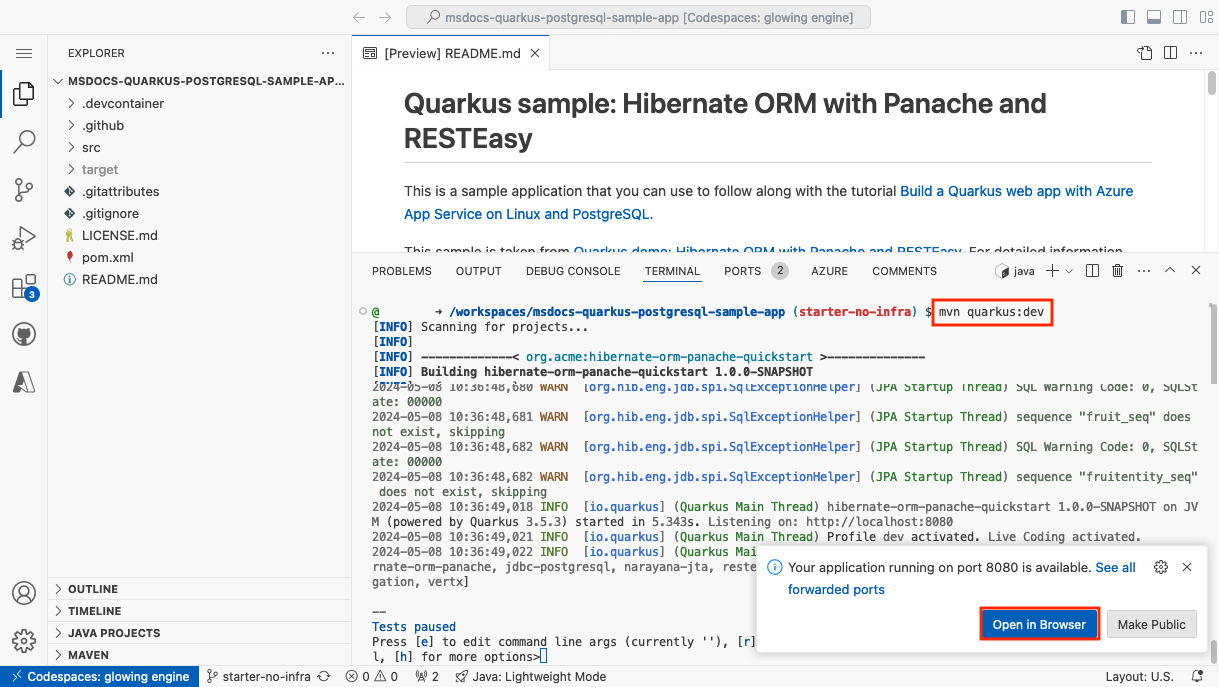 msdocs-quarkus-postgresql-sample-app [Codespaces: glowing engine]
EXPLORER
MSDOCS-QUARKUS-POSTGRESQL-SAMPLE-AP...
.devcontainer
.github
src
target
.gitattributes
.gitignore
LICENSE.md
pom.xml
README.md
3
OUTLINE
TIMELINE
JAVA PROJECTS
MAVEN
[Preview] README.md
Quarkus sample: Hibernate ORM with Panache and
RESTEasy
This is a sample application that you can use to follow along with the tutorial Build a Quarkus web app with Azure
App Service on Linux and PostgreSQL.
This sample is taken from Quarkus demo: Hibernate ORM with Panache and RESTEasy. For detailed information
PROBLEMS OUTPUT DEBUG CONSOLE TERMINAL PORTS 2 AZURE COMMENTS java
@ ➜ /workspaces/msdocs-quarkus-postgresql-sample-app (starter-no-infra) $ mvn quarkus:dev
[INFO] Scanning for projects...
[INFO]
[INFO] -------------< org.acme:hibernate-orm-panache-quickstart >--------------
[INFO] Building hibernate-orm-panache-quickstart 1.0.0-SNAPSHOT
2024-05-08 10:36:48,680 WARN [org.hib.eng.jdb.spi.SqlExceptionHelper] (JPA Startup Thread) SQL Warning Code: 0, SQLSt
ate: 00000
2024-05-08 10:36:48,681 WARN [org.hib.eng.jdb.spi.SqlExceptionHelper] (JPA Startup Thread) sequence "fruit_seq" does
not exist, skipping
2024-05-08 10:36:48,682 WARN [org.hib.eng.jdb.spi.SqlExceptionHelper] (JPA Startup Thread) SQL Warning Code: 0, SQLSt
ate: 00000
2024-05-08 10:36:48,682 WARN [org.hib.eng.jdb.spi.SqlExceptionHelper] (JPA Startup Thread) sequence "fruitentity_seq"
does not exist, skipping
2024-05-08 10:36:49,018 INFO [io.quarkus] (Quarkus Main Thread) hibernate-orm-panache-quickstart 1.0.0-SNAPSHOT on JV
M (powered by Quarkus 3.5.3) started in 5.343s. Listening on: http://localhost:8080
2024-05-08 10:36:49,021 INFO [io.quarkus] (Quarkus Main Thread) Profile dev activated. Live Coding activated.
2024-05-08 10:36:49,022 INFO [io.quarkus] (Quarkus Mai
rnate-orm-panache, jdbc-postgresql, narayana-jta, reste
gation, vertx]
--
Tests paused
Press [e] to edit command line args (currently ''), [r]
l, [h] for more options>
Your application running on port 8080 is available. See all
forwarded ports
Open in Browser Make Public
Codespaces: glowing engine starter-no-infra 0 0 2 Java: Lightweight Mode Layout: U.S.